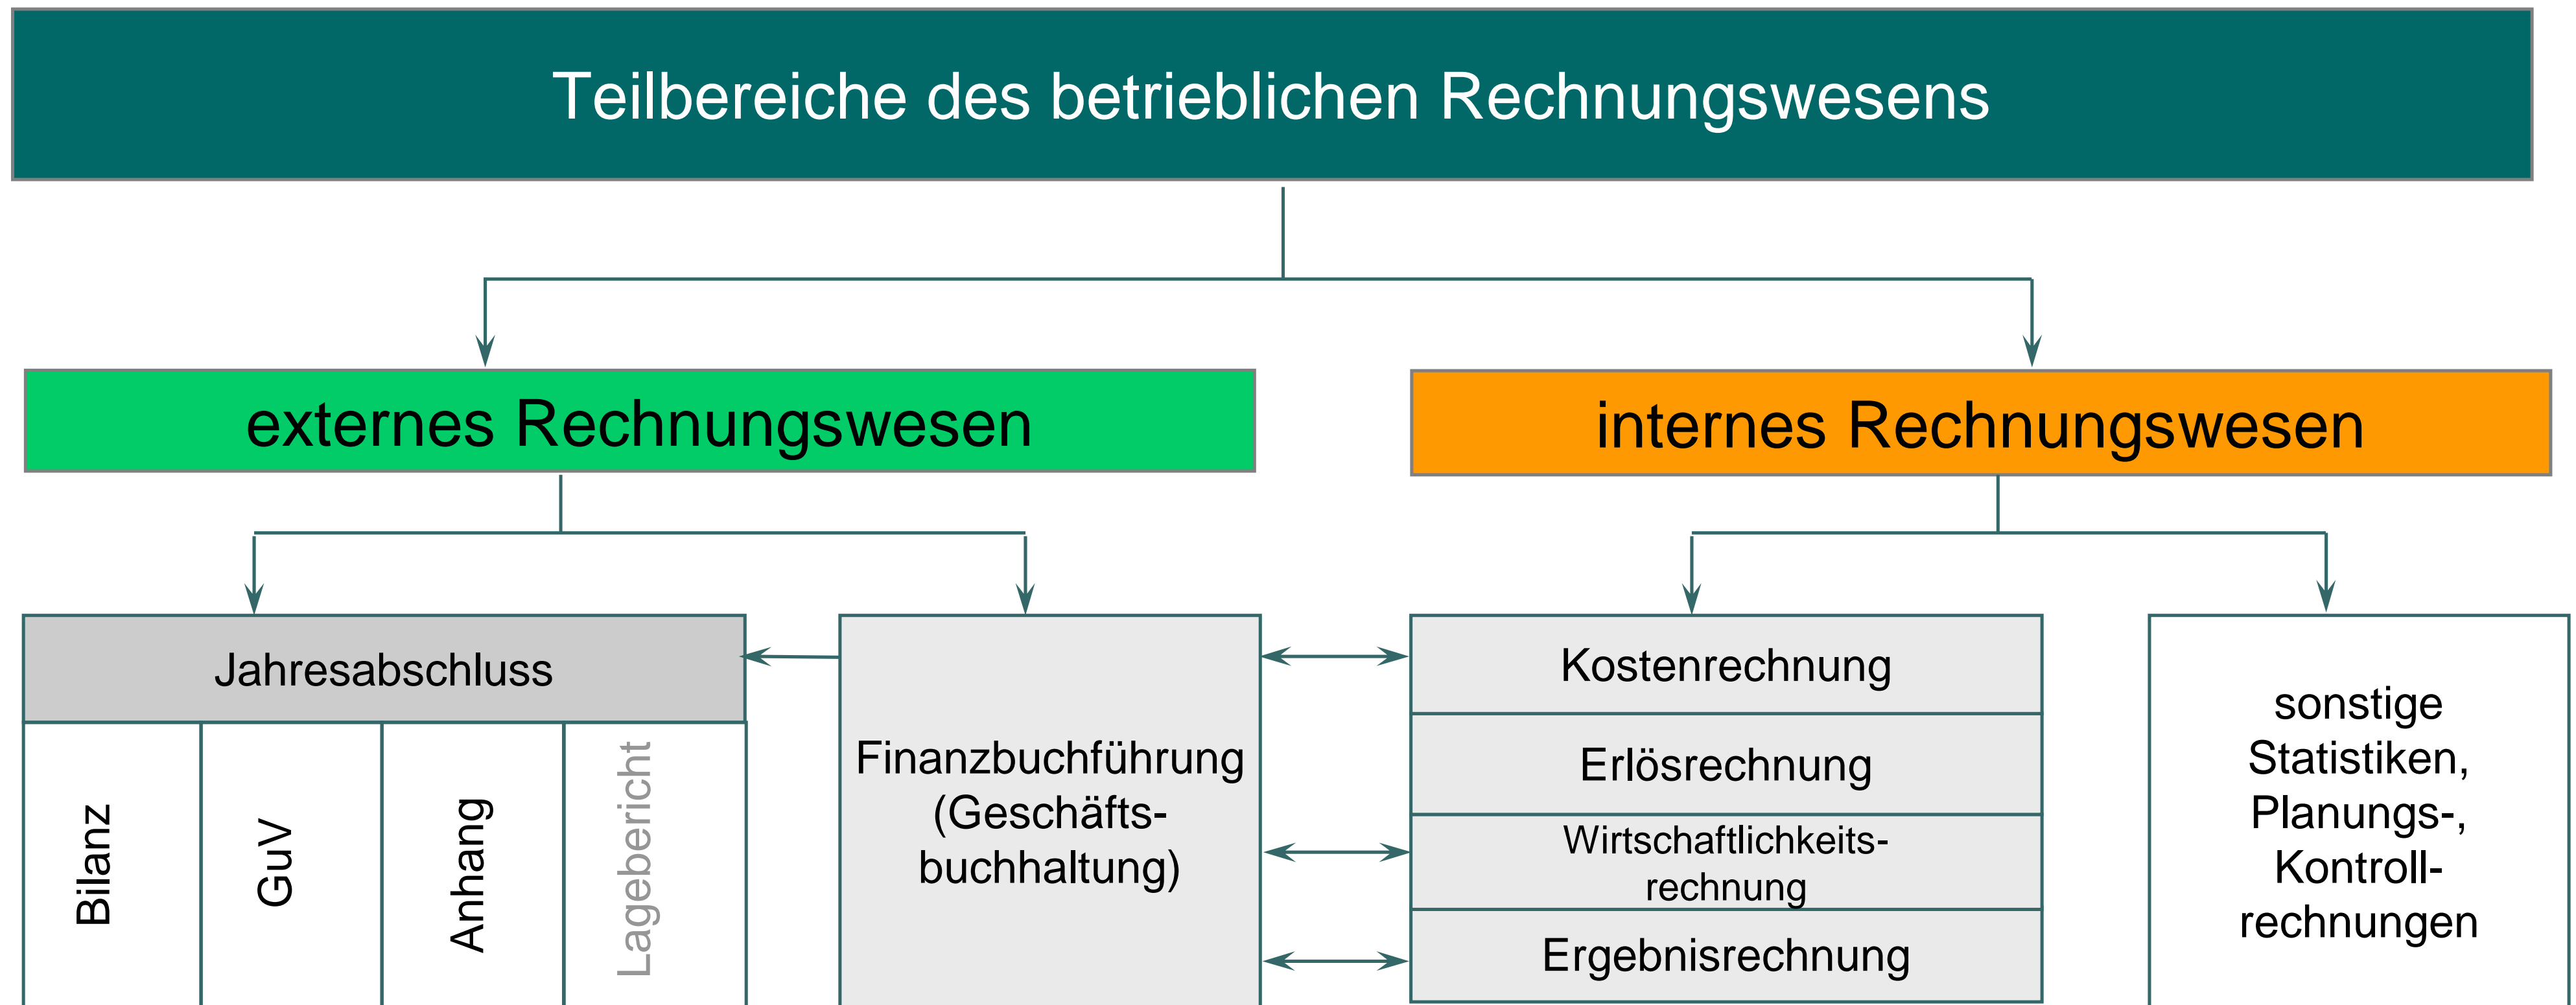 Teilbereiche des betrieblichen Rechnungswesens
externes Rechnungswesen
internes Rechnungswesen
Jahresabschluss
Bilanz
GuV
Anhang
Lagebericht
Finanzbuchführung
(Geschäfts-
buchhaltung)
Kostenrechnung
Erlösrechnung
Wirtschaftlichkeits-
rechnung
Ergebnisrechnung
sonstige
Statistiken,
Planungs-,
Kontroll-
rechnungen